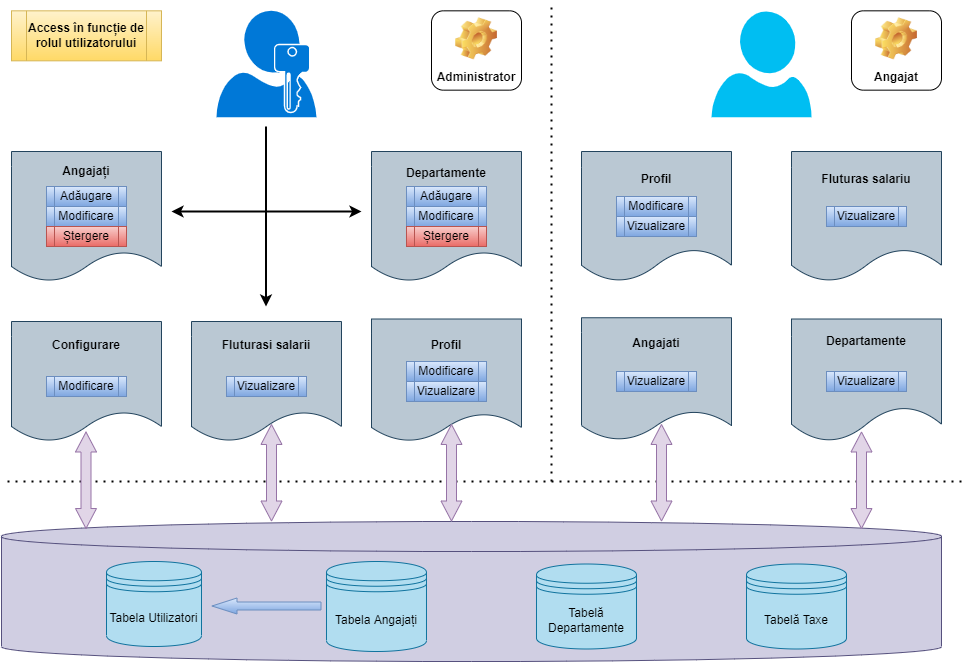 Access în funcție de
rolul utilizatorului
Administrator
Angajat
Angajați
Adăugare
Modificare
Ștergere
Departamente
Adăugare
Modificare
Ștergere
Profil
Modificare
Vizualizare
Fluturas salariu
Vizualizare
Configurare
Modificare
Fluturasi salarii
Vizualizare
Profil
Modificare
Vizualizare
Angajati
Vizualizare
Departamente
Vizualizare
Tabela Utilizatori
Tabela Angajați
Tabelă
Departamente
Tabelă Taxe